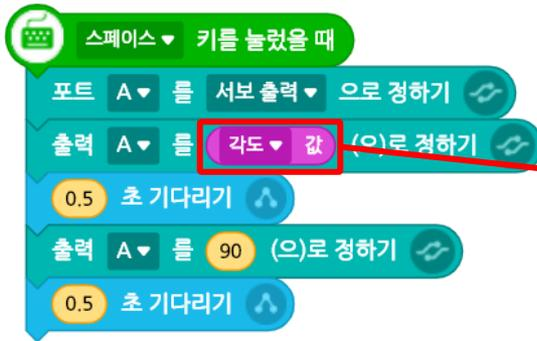 스페이스 키를 눌렀을 때
포트 A 를 서보 출력 으로 정하기
출력 A 를 각도 값 (으)로 정하기
0.5 초 기다리기
출력 A 를 90 (으)로 정하기
0.5 초 기다리기